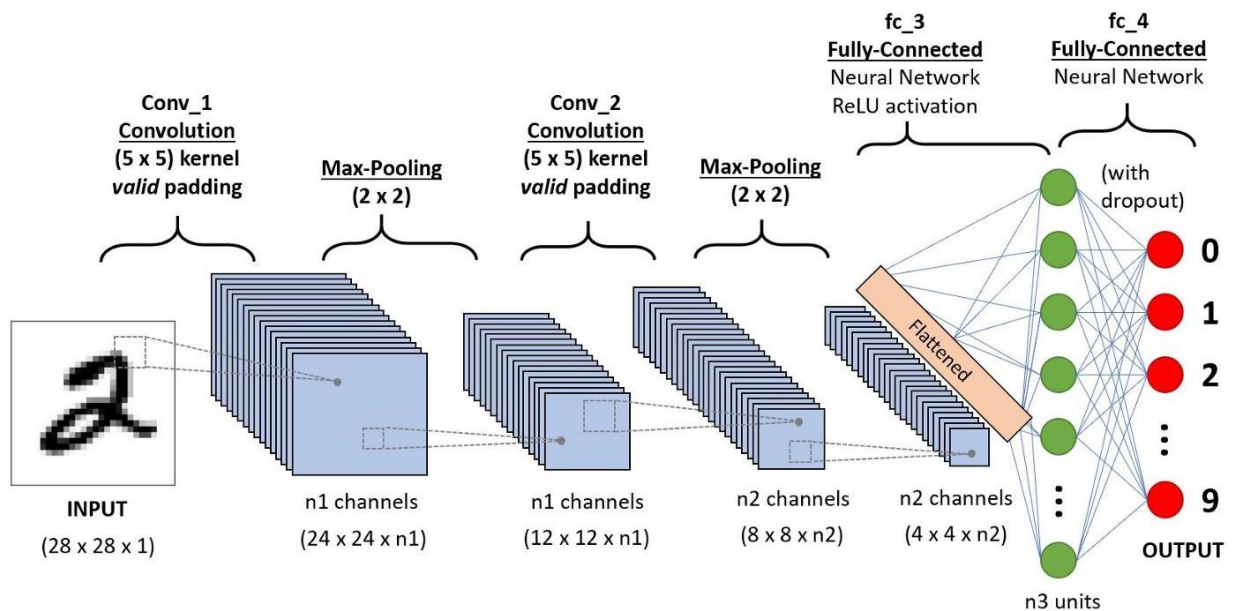 fc_3
Fully-Connected
Neural Network
ReLU activation
fc_4
Fully-Connected
Neural Network
Conv_1
Convolution
(5 x 5) kernel
valid padding
Max-Pooling
(2 x 2)
Conv_2
Convolution
(5 x 5) kernel
valid padding
Max-Pooling
(2 x 2)
(with
dropout)
0
1
2
9
Flattened
INPUT
(28 x 28 x 1)
n1 channels
(24 x 24 x n1)
n1 channels
(12 x 12 x n1)
n2 channels
(8 x 8 x n2)
n2 channels
(4 x 4 x n2)
OUTPUT
n3 units
2